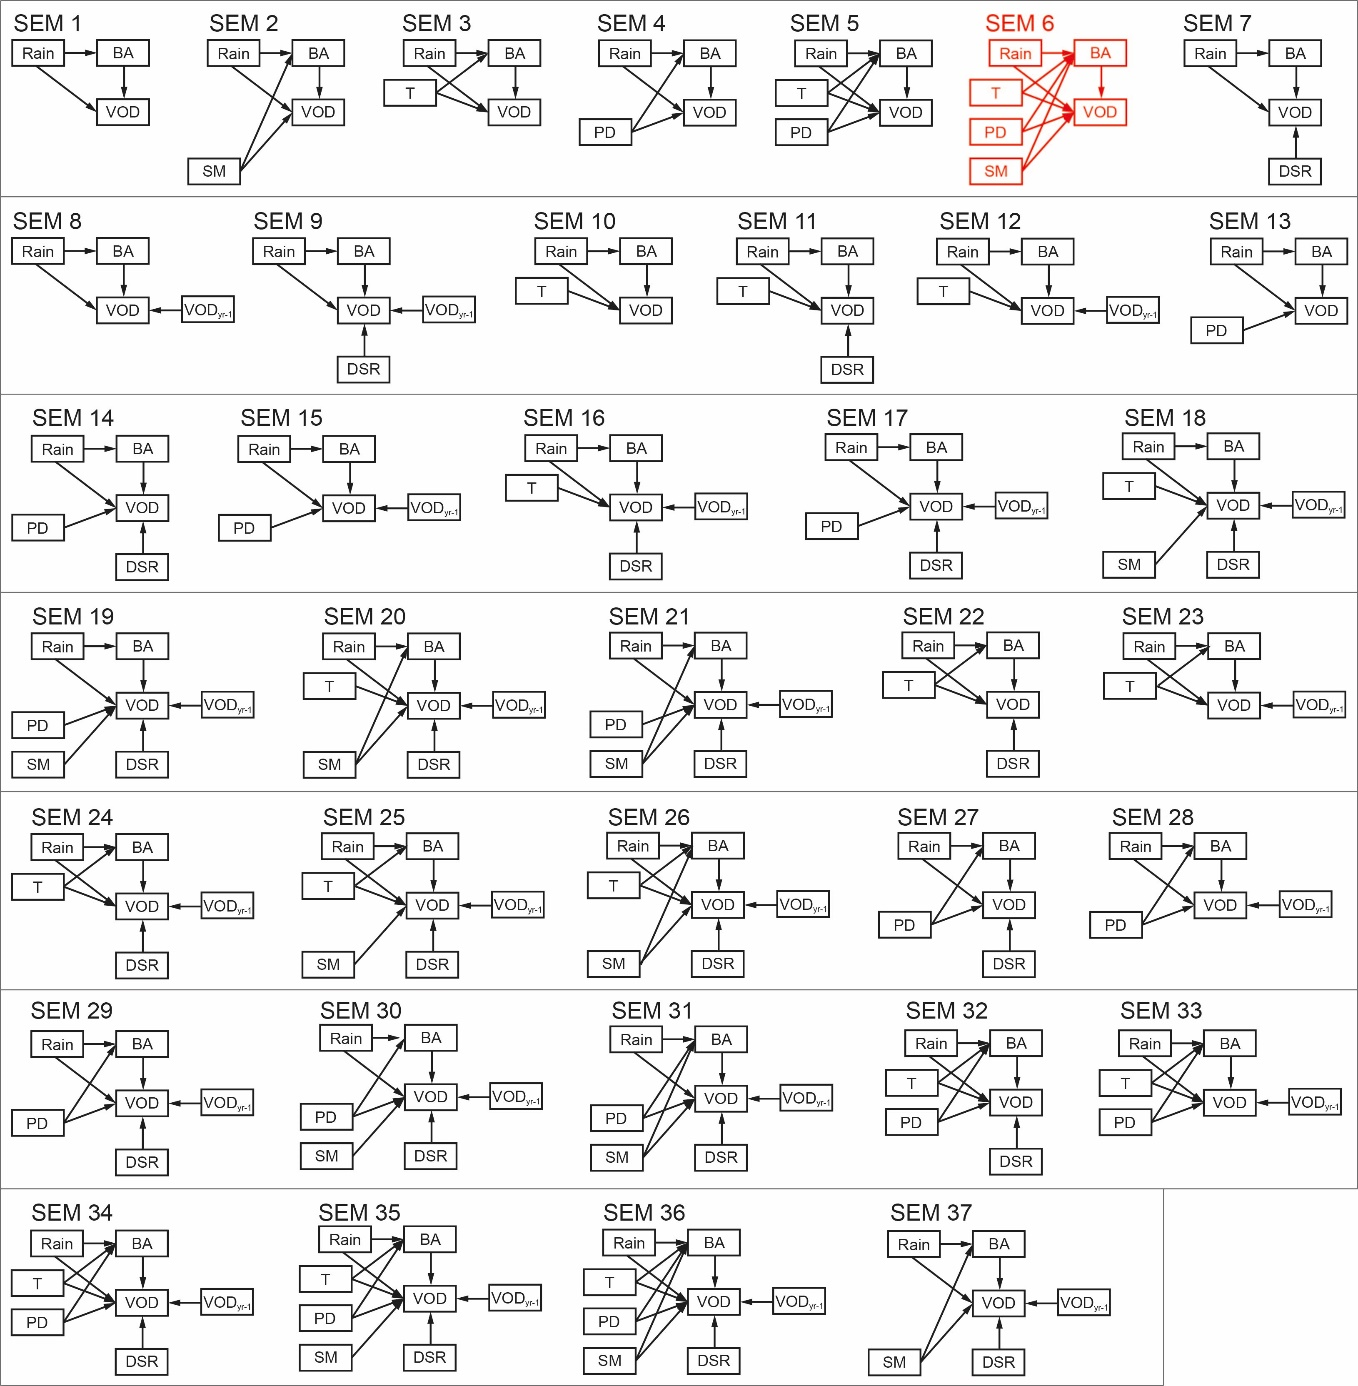 SEM 1 SEM 2 SEM 3 SEM 4 SEM 5 SEM 6 SEM 7
Rain BA Rain BA Rain BA Rain BA Rain BA Rain BA Rain BA
T T T
VOD VOD VOD VOD VOD VOD VOD
PD PD PD
SM SM DSR
SEM 8 SEM 9 SEM 10 SEM 11 SEM 12 SEM 13
Rain BA Rain BA Rain BA Rain BA Rain BA Rain BA
T T T
VOD VODyr-1 VOD VODyr-1 VOD VOD VOD VODyr-1 VOD
PD
DSR DSR
SEM 14 SEM 15 SEM 16 SEM 17 SEM 18
Rain BA Rain BA Rain BA Rain BA Rain BA
T T
VOD VOD VODyr-1 VOD VODyr-1 VOD VODyr-1 VOD VODyr-1
PD PD PD
DSR DSR DSR SM DSR
SEM 19 SEM 20 SEM 21 SEM 22 SEM 23
Rain BA Rain BA Rain BA Rain BA Rain BA
T T T
VOD VODyr-1 VOD VODyr-1 VOD VODyr-1 VOD VOD VODyr-1
PD PD
SM DSR SM DSR SM DSR DSR
SEM 24 SEM 25 SEM 26 SEM 27 SEM 28
Rain BA Rain BA Rain BA Rain BA Rain BA
T T T
VOD VODyr-1 VOD VODyr-1 VOD VODyr-1 VOD VOD VODyr-1
PD PD
DSR SM DSR SM DSR DSR
SEM 29 SEM 30 SEM 31 SEM 32 SEM 33
Rain BA Rain BA Rain BA Rain BA Rain BA
T T
VOD VODyr-1 VOD VODyr-1 VOD VODyr-1 VOD VOD VODyr-1
PD PD PD PD PD
DSR SM DSR SM DSR DSR
SEM 34 SEM 35 SEM 36 SEM 37
Rain BA Rain BA Rain BA Rain BA
T T T
VOD VODyr-1 VOD VODyr-1 VOD VODyr-1 VOD VODyr-1
PD PD PD
DSR SM DSR SM DSR SM DSR